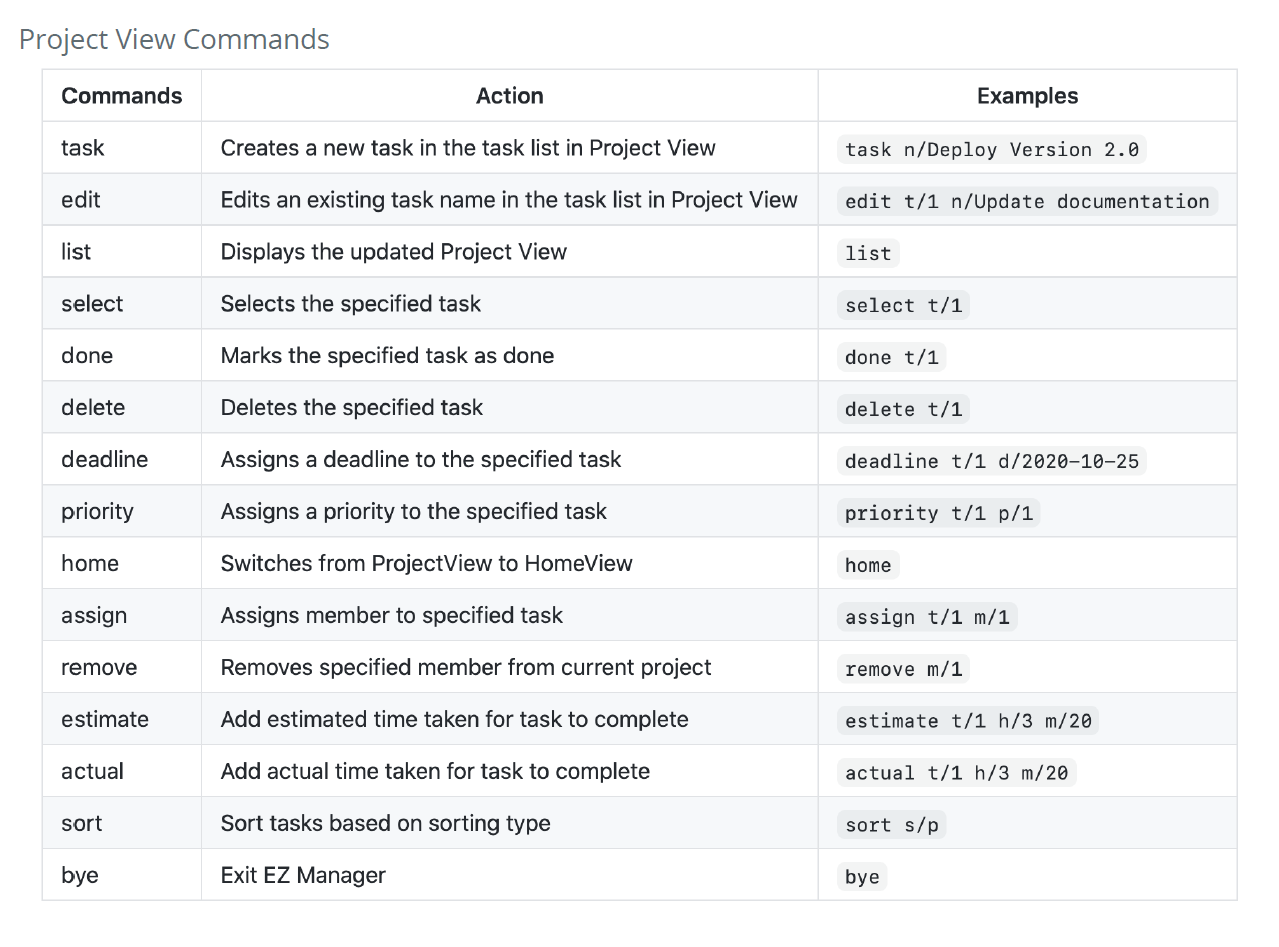 Project View Commands
Commands Action Examples
task Creates a new task in the task list in Project View task n/Deploy Version 2.0
edit Edits an existing task name in the task list in Project View edit t/1 n/Update documentation
list Displays the updated Project View list
select Selects the specified task select t/1
done Marks the specified task as done done t/1
delete Deletes the specified task delete t/1
deadline Assigns a deadline to the specified task deadline t/1 d/2020-10-25
priority Assigns a priority to the specified task priority t/1 p/1
home Switches from ProjectView to HomeView home
assign Assigns member to specified task assign t/1 m/1
remove Removes specified member from current project remove m/1
estimate Add estimated time taken for task to complete estimate t/1 h/3 m/20
actual Add actual time taken for task to complete actual t/1 h/3 m/20
sort Sort tasks based on sorting type sort s/p
bye Exit EZ Manager bye